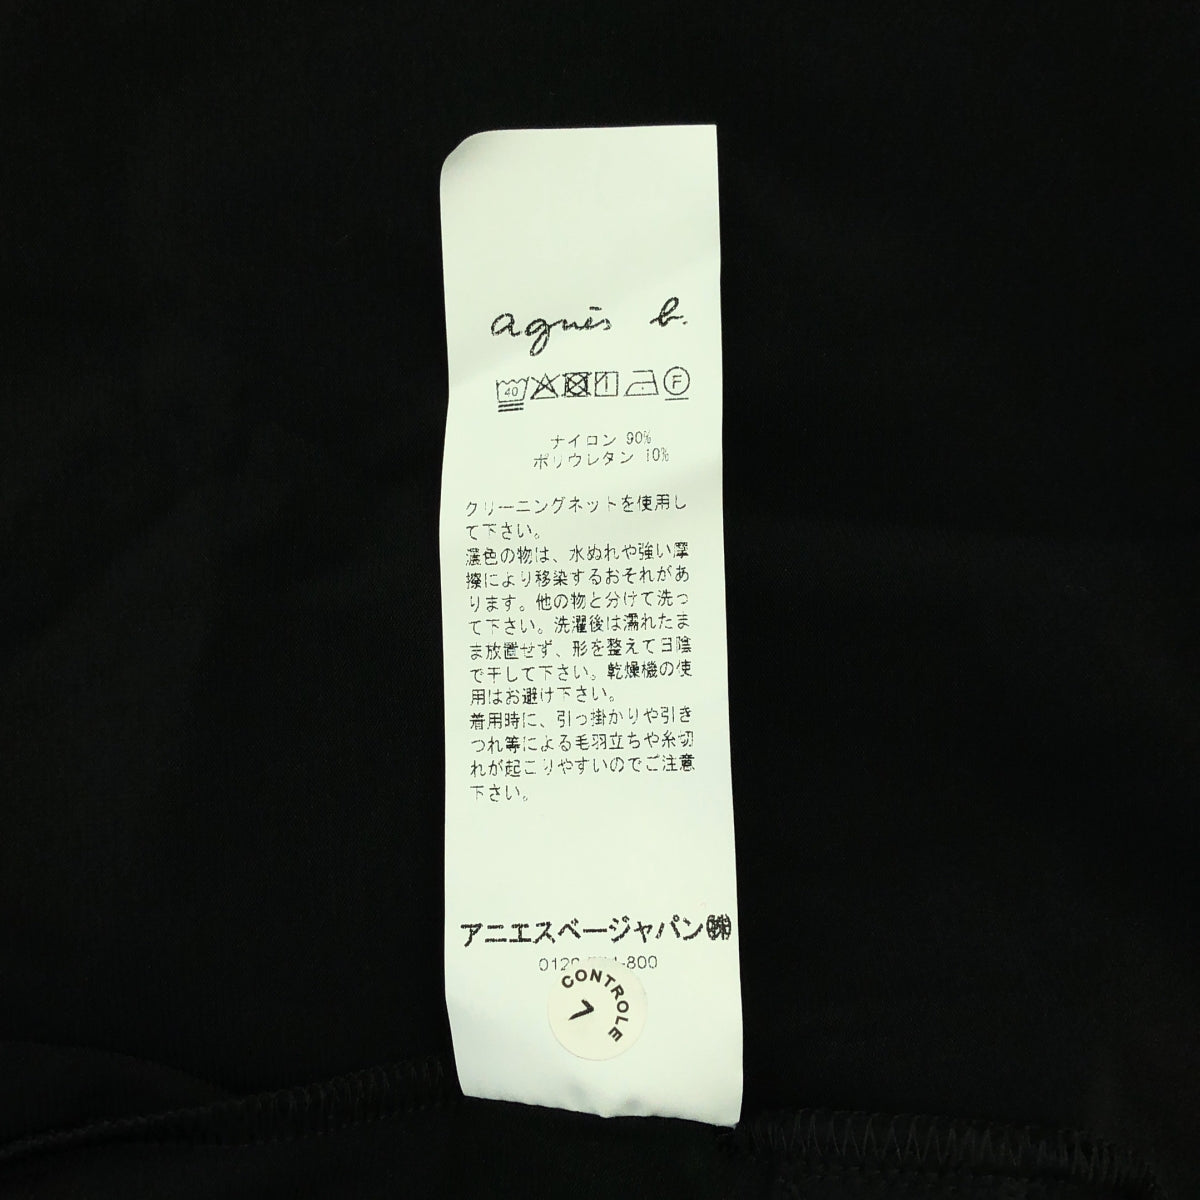 agnès b.
40 F
ナイロン 90%
ポリウレタン 10%
クリーニングネットを使用し
て下さい。
濃色の物は、水ぬれや強い摩
擦により移染するおそれがあ
ります。他の物と分けて洗っ
て下さい。洗濯後は濡れたま
ま放置せず、形を整えて日陰
で干して下さい。乾燥機の使
用はお避け下さい。
着用時に、引っ掛かりや引き
つれ等による毛羽立ちや糸切
れが起こりやすいのでご注意
下さい。
アニエスベージャパン㈱
0120 -800
CONTROLE
7